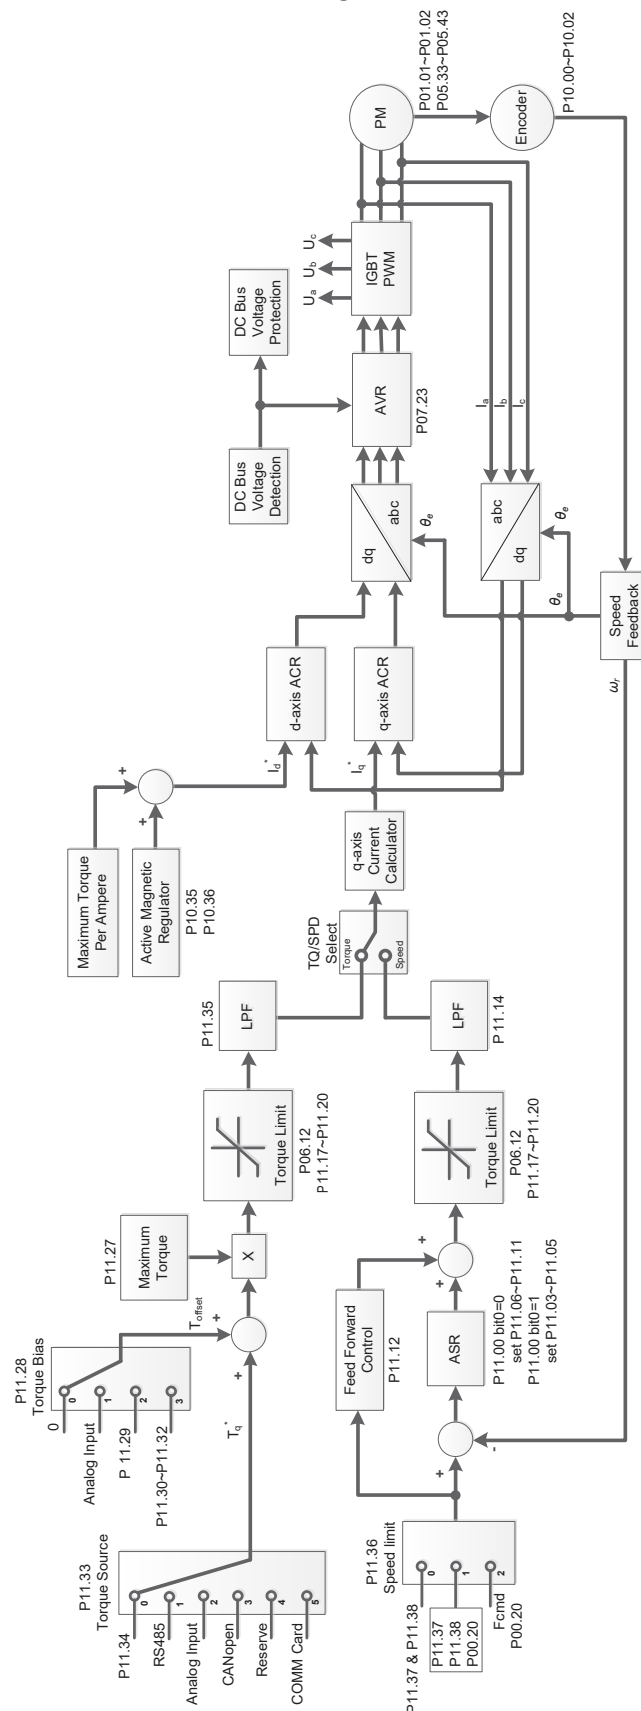 P11.33
Torque Source
P11.34
0
RS485
1
Analog Input
2
CANopen
3
Reserve
4
COMM Card
5
P11.28
Torque Bias
0
0
Analog Input
1
P 11.29
2
P11.30~P11.32
3
Tq*
+
Toffset
+
P11.27
Maximum
Torque
X
Torque Limit
P06.12
P11.17~P11.20
P11.35
LPF
P11.36
Speed limit
P11.37 & P11.38
0
P11.37
P11.38
P00.20
1
Fcmd
P00.20
2
+
-
Feed Forward
Control
P11.12
ASR
P11.00 bit0=0
set P11.06~P11.11
P11.00 bit0=1
set P11.03~P11.05
+
+
Torque Limit
P06.12
P11.17~P11.20
LPF
P11.14
TQ/SPD
Select
Torque
Speed
q-axis
Current
Calculator
Maximum Torque
Per Ampere
Active Magnetic
Regulator
P10.35
P10.36
+
+
Id*
Iq*
d-axis ACR
q-axis ACR
dq
abc
θe
DC Bus
Voltage
Detection
DC Bus
Voltage
Protection
AVR
P07.23
Ua
Ub
Uc
IGBT
PWM
PM
P01.01~P01.02
P05.33~P05.43
Encoder
P10.00~P10.02
Ia
Ib
Ic
abc
dq
θe
θe
Speed
Feedback
ωr